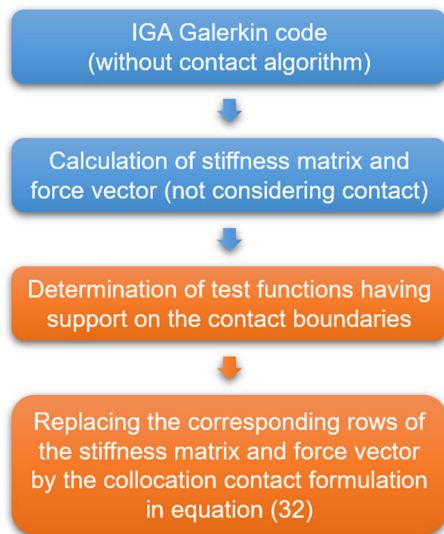 IGA Galerkin code
(without contact algorithm)
Calculation of stiffness matrix and
force vector (not considering contact)
Determination of test functions having
support on the contact boundaries
Replacing the corresponding rows of
the stiffness matrix and force vector
by the collocation contact formulation
in equation (32)